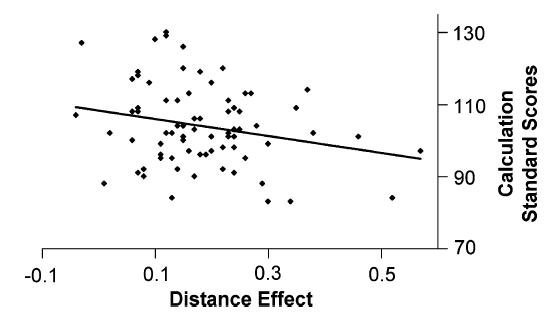 130
110
90
70
Calculation
Standard Scores
-0.1
0.1
0.3
0.5
Distance Effect